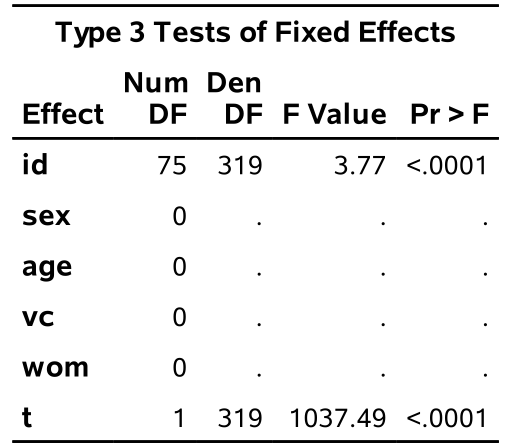 Type 3 Tests of Fixed Effects
Num Den
Effect DF DF F Value Pr > F
id 75 319 3.77 <.0001
sex 0 . . .
age 0 . . .
vc 0 . . .
wom 0 . . .
t 1 319 1037.49 <.0001